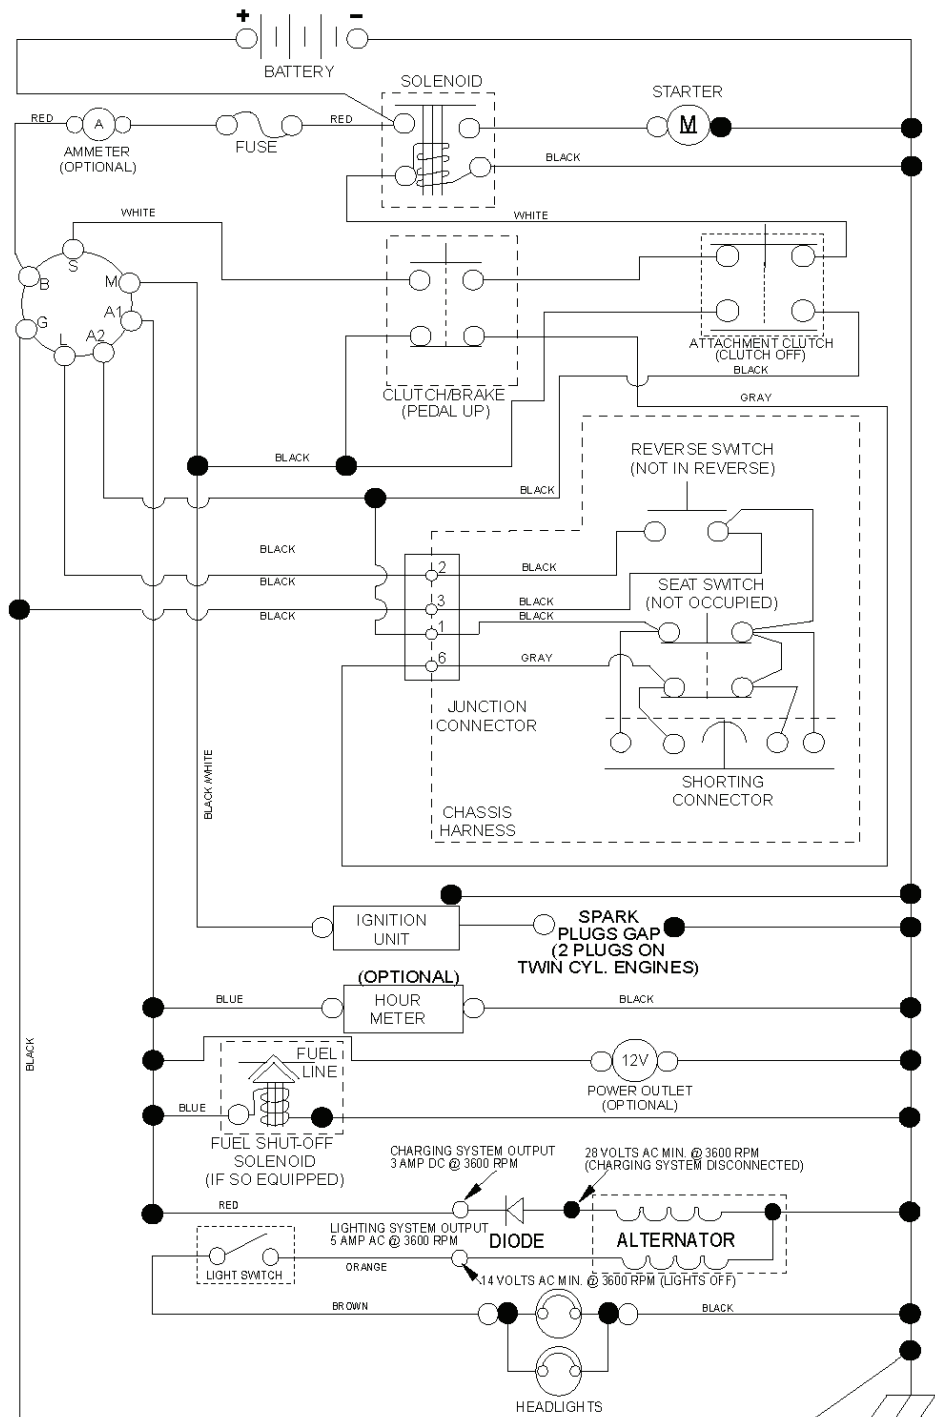 + −
BATTERY
SOLENOID
STARTER
RED
A
RED
M
AMMETER
(OPTIONAL)
FUSE
BLACK
WHITE
WHITE
S
B
M
A1
G
A2
L
ATTACHMENT CLUTCH
(CLUTCH OFF)
BLACK
CLUTCH/BRAKE
(PEDAL UP)
GRAY
REVERSE SWITCH
(NOT IN REVERSE)
BLACK
BLACK
BLACK
2
BLACK
BLACK
SEAT SWITCH
(NOT OCCUPIED)
3
BLACK
BLACK
BLACK
1
6
GRAY
JUNCTION
CONNECTOR
BLACK/WHITE
SHORTING
CONNECTOR
CHASSIS
HARNESS
IGNITION
UNIT
SPARK
PLUGS GAP
(2 PLUGS ON
TWIN CYL. ENGINES)
(OPTIONAL)
BLUE
HOUR
METER
BLACK
BLACK
FUEL
LINE
12V
POWER OUTLET
(OPTIONAL)
BLUE
FUEL SHUT-OFF
SOLENOID
(IF SO EQUIPPED)
CHARGING SYSTEM OUTPUT
3 AMP DC @ 3600 RPM
28 VOLTS AC MIN. @ 3600 RPM
(CHARGING SYSTEM DISCONNECTED)
RED
LIGHTING SYSTEM OUTPUT
5 AMP AC @ 3600 RPM
DIODE
ALTERNATOR
LIGHT SWITCH
ORANGE
14 VOLTS AC MIN. @ 3600 RPM (LIGHTS OFF)
BROWN
BLACK
HEADLIGHTS